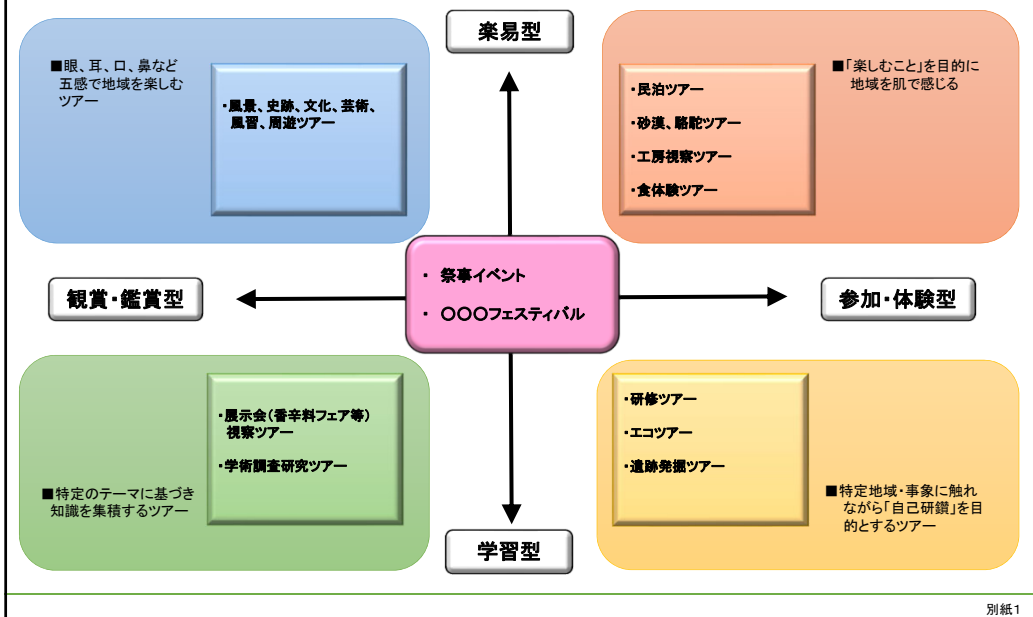 楽易型
■眼、耳、口、鼻など
五感で地域を楽しむ
ツアー
・風景、史跡、文化、芸術、
風習、周遊ツアー
・民泊ツアー
・砂漠、駱駝ツアー
・工房視察ツアー
・食体験ツアー
■「楽しむこと」を目的に
地域を肌で感じる
観賞・鑑賞型
・ 祭事イベント
・ 〇〇〇フェスティバル
参加・体験型
■特定のテーマに基づき
知識を集積するツアー
・展示会(香辛料フェア等)
視察ツアー
・学術調査研究ツアー
・研修ツアー
・エコツアー
・遺跡発掘ツアー
■特定地域・事象に触れ
ながら「自己研鑽」を目
的とするツアー
学習型
別紙1